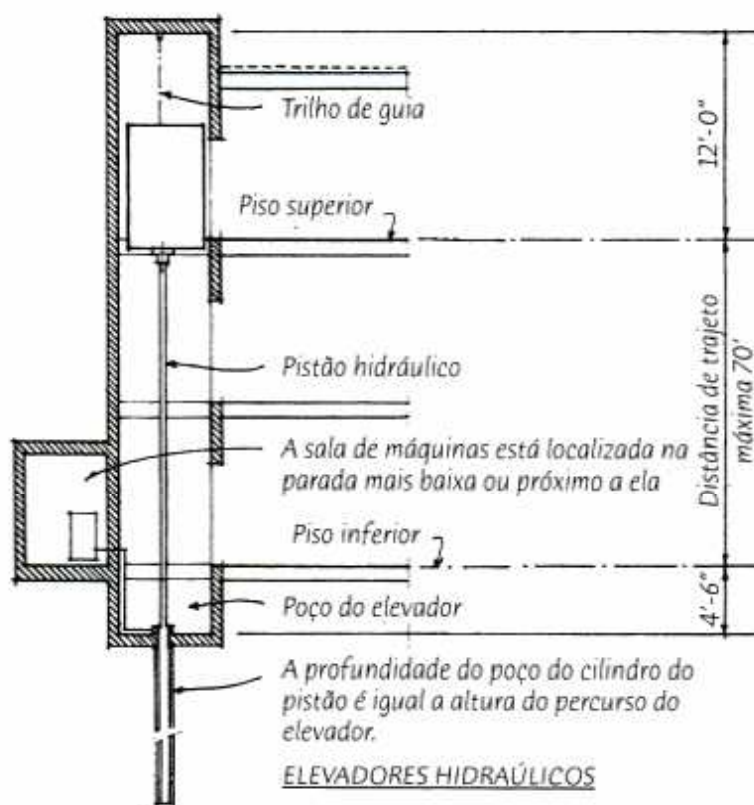 Trilho de guia
12'-0"
Piso superior
Pistão hidráulico
Distância de trajeto
máxima 70'
A sala de máquinas está localizada na
parada mais baixa ou próximo a ela
Piso inferior
Poço do elevador
4'-6"
A profundidade do poço do cilindro do
pistão é igual a altura do percurso do
elevador.
ELEVADORES HIDRAÚLICOS